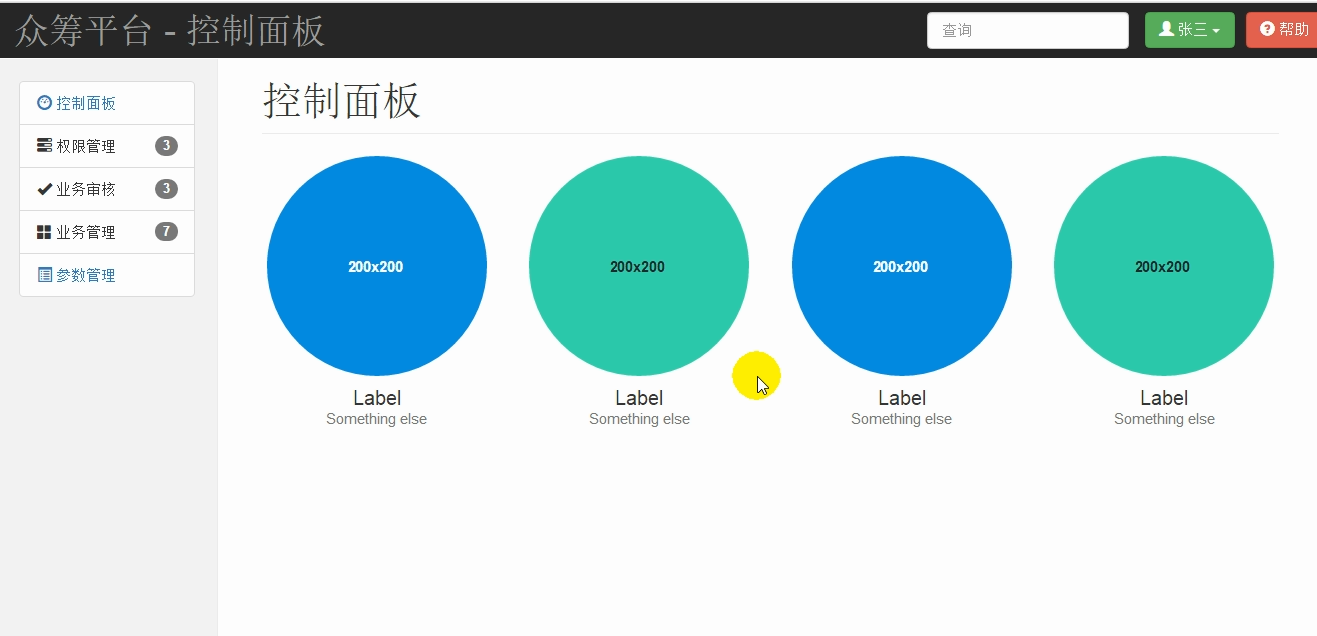 众筹平台 - 控制面板
查询
张三
帮助
控制面板
权限管理 3
业务审核 3
业务管理 7
参数管理
控制面板
200x200 200x200 200x200 200x200
Label Label Label Label
Something else Something else Something else Something else